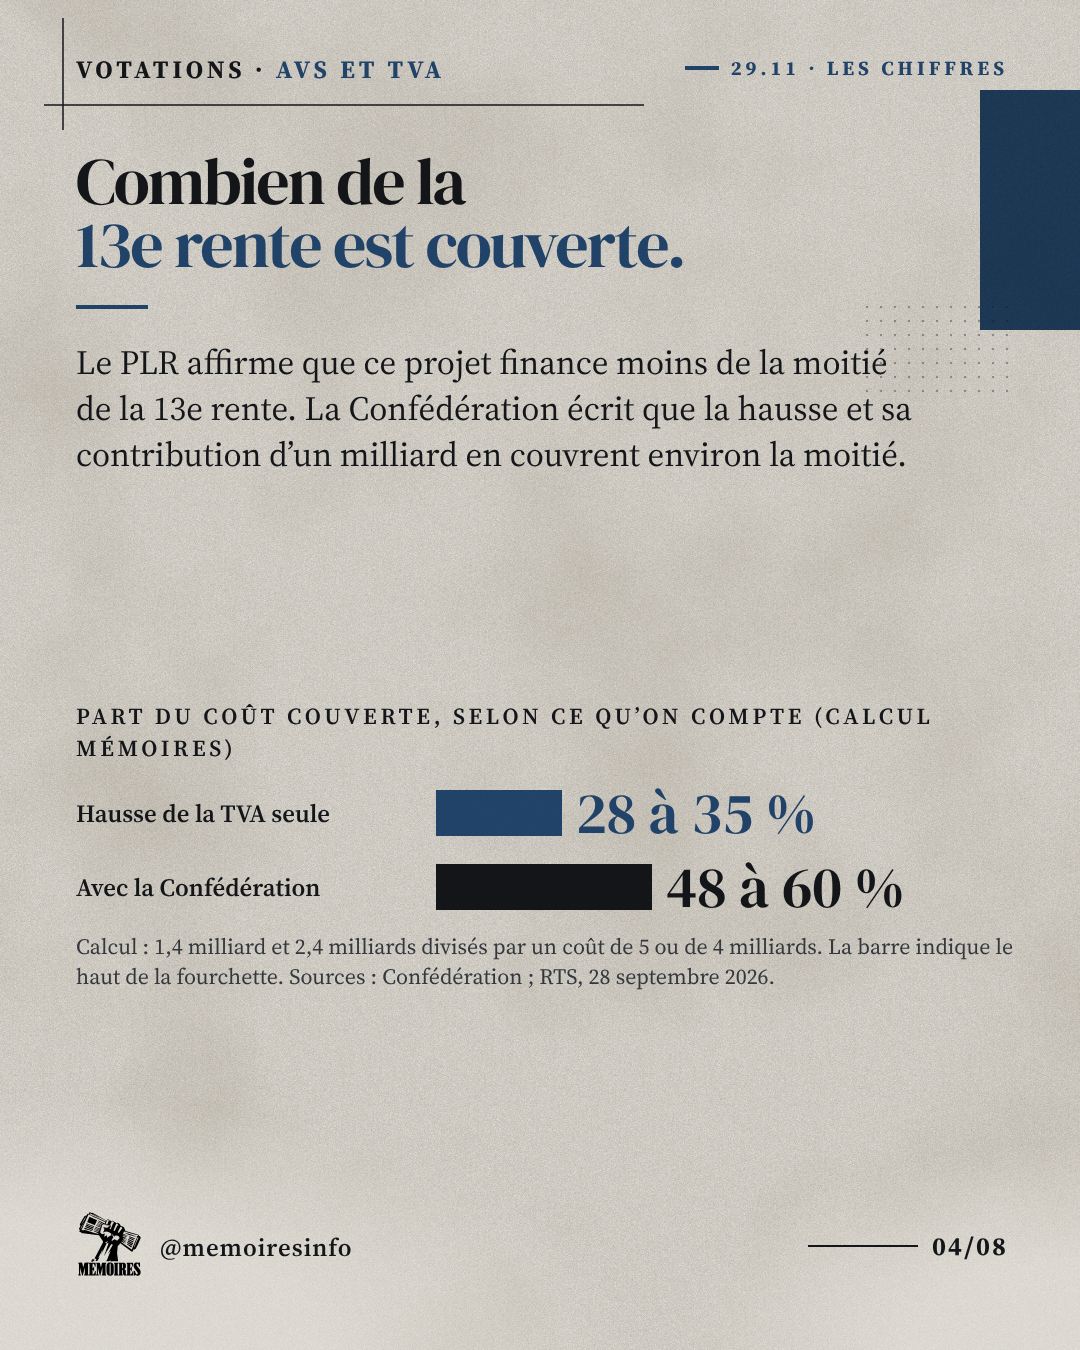 VOTATIONS · AVS ET TVA
29.11 · LES CHIFFRES
Combien de la
13e rente est couverte.
Le PLR affirme que ce projet finance moins de la moitié
de la 13e rente. La Confédération écrit que la hausse et sa
contribution d’un milliard en couvrent environ la moitié.
PART DU COÛT COUVERTE, SELON CE QU’ON COMPTE (CALCUL
MÉMOIRES)
Hausse de la TVA seule
28 à 35 %
Avec la Confédération
48 à 60 %
Calcul : 1,4 milliard et 2,4 milliards divisés par un coût de 5 ou de 4 milliards. La barre indique le
haut de la fourchette. Sources : Confédération ; RTS, 28 septembre 2026.
MÉMOIRES
@memoiresinfo
04/08